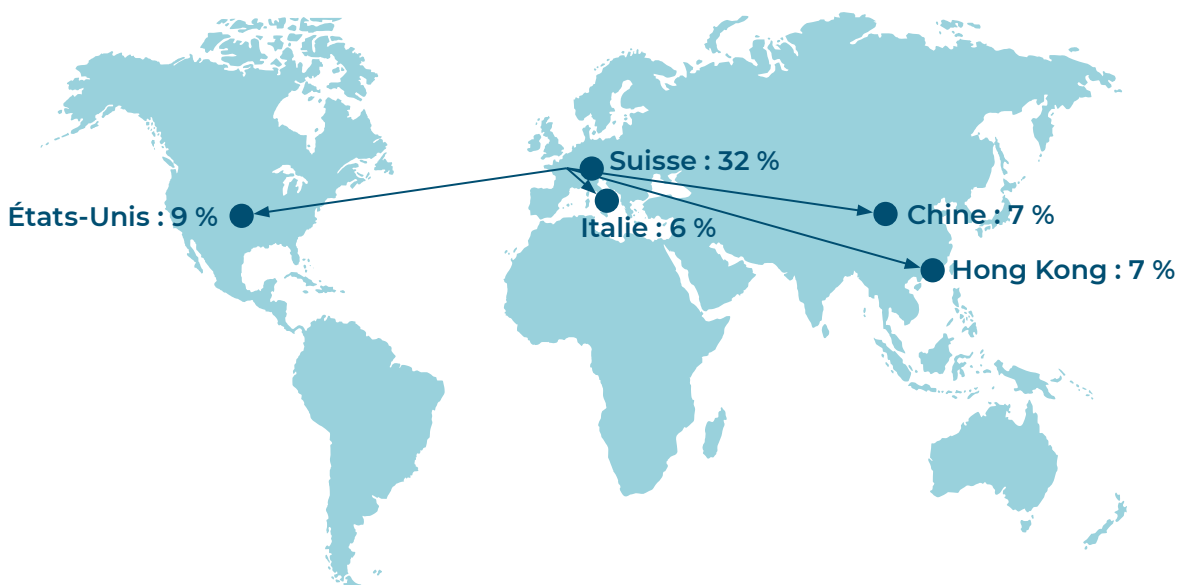 Suisse : 32 %
États-Unis : 9 %
Chine : 7 %
Italie : 6 %
Hong Kong : 7 %